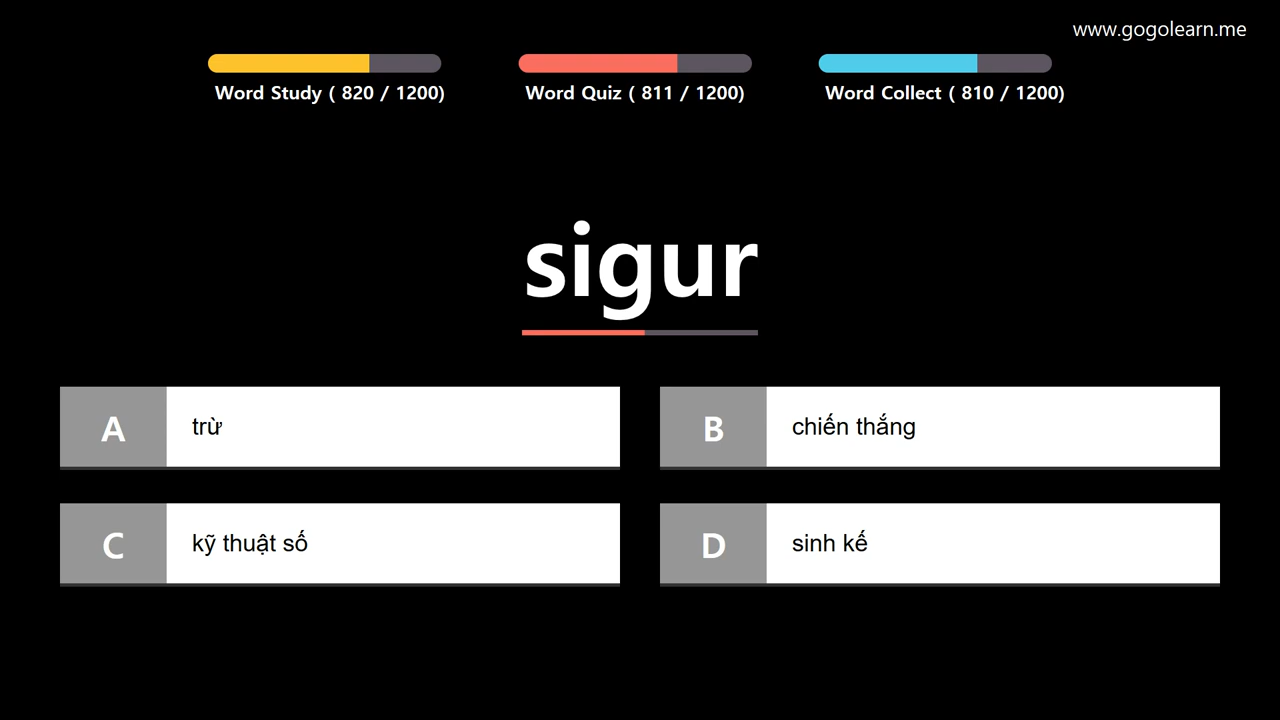 www.gogolearn.me
Word Study ( 820 / 1200)
Word Quiz ( 811 / 1200)
Word Collect ( 810 / 1200)
sigur
A
trừ
B
chiến thắng
C
kỹ thuật số
D
sinh kế